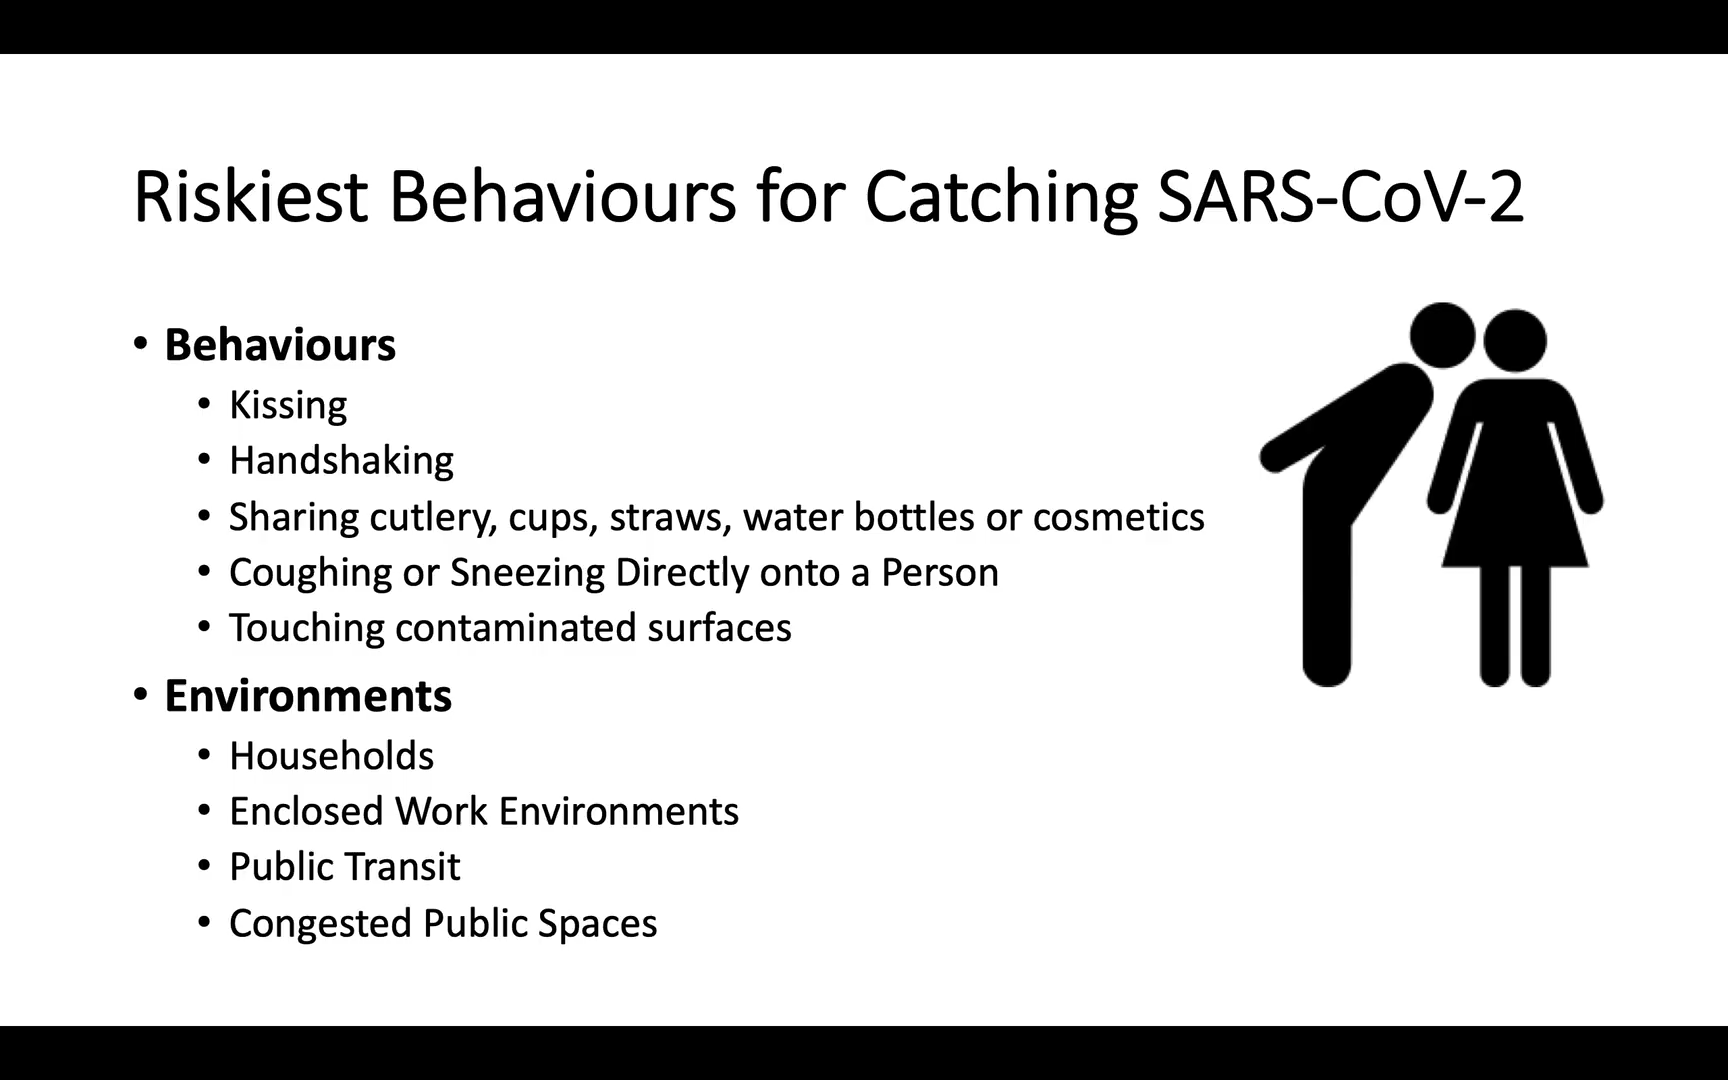 Riskiest Behaviours for Catching SARS-CoV-2
• Behaviours
• Kissing
• Handshaking
• Sharing cutlery, cups, straws, water bottles or cosmetics
• Coughing or Sneezing Directly onto a Person
• Touching contaminated surfaces
• Environments
• Households
• Enclosed Work Environments
• Public Transit
• Congested Public Spaces